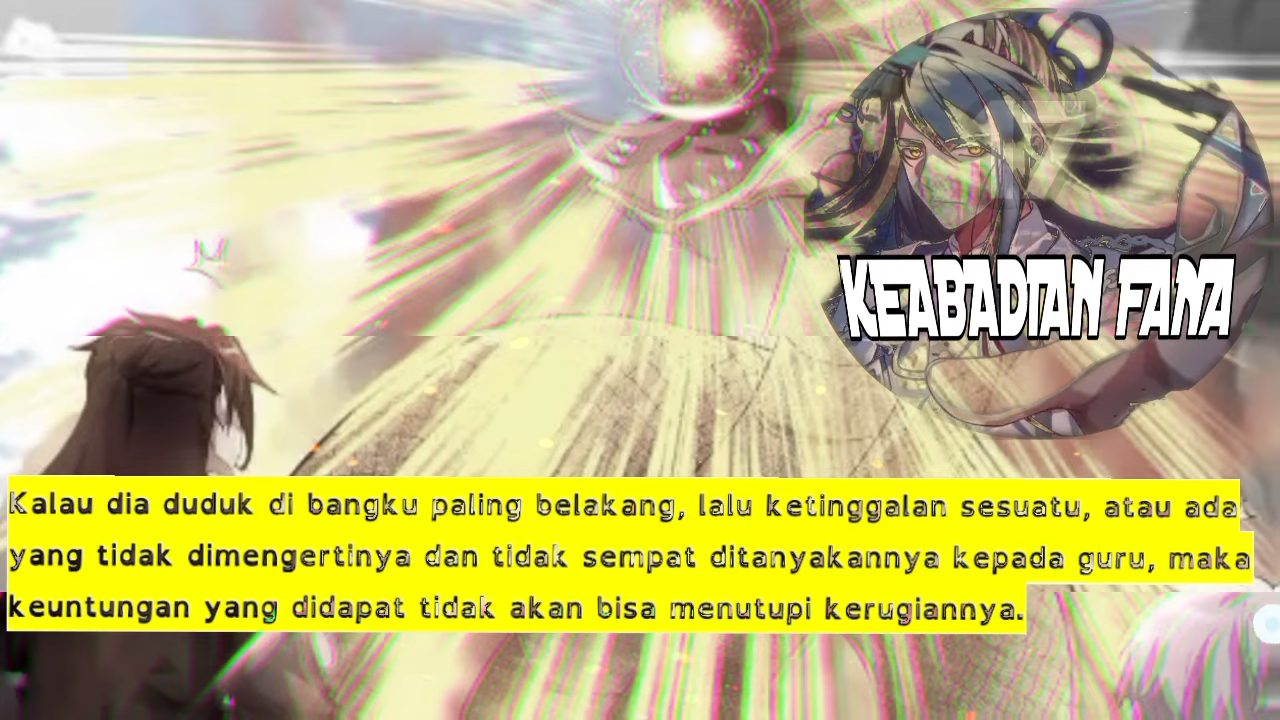 KEABADIAN FANA
Kalau dia duduk di bangku paling belakang, lalu ketinggalan sesuatu, atau ada
yang tidak dimengertinya dan tidak sempat ditanyakannya kepada guru, maka
keuntungan yang didapat tidak akan bisa menutupi kerugiannya.